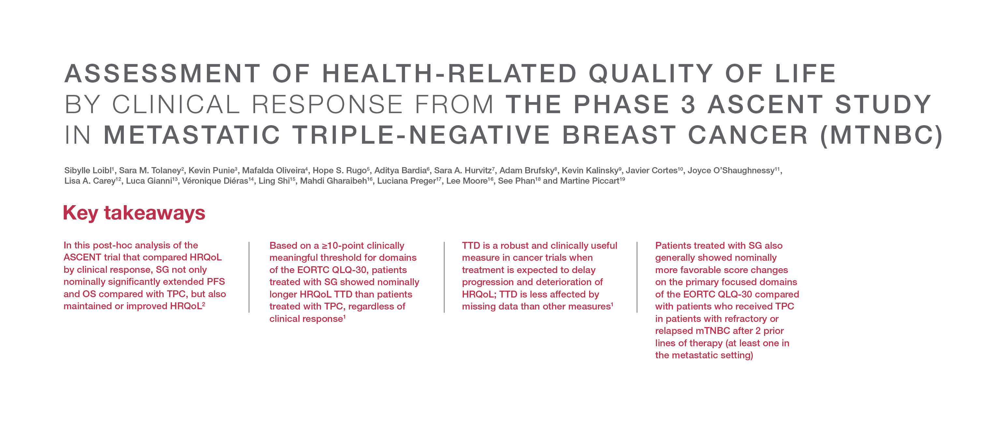 ASSESSMENT OF HEALTH-RELATED QUALITY OF LIFE
BY CLINICAL RESPONSE FROM THE PHASE 3 ASCENT STUDY
IN METASTATIC TRIPLE-NEGATIVE BREAST CANCER (MTNBC)
Sibylle Loibl¹, Sara M. Tolaney², Kevin Punie³, Mafalda Oliveira⁴, Hope S. Rugo⁵, Aditya Bardia⁶, Sara A. Hurvitz⁷, Adam Brufsky⁸, Kevin Kalinsky⁹, Javier Cortes¹⁰, Joyce O’Shaughnessy¹¹,
Lisa A. Carey¹², Luca Gianni¹³, Véronique Diéras¹⁴, Ling Shi¹⁵, Mahdi Gharaibeh¹⁶, Luciana Preger¹⁷, Lee Moore¹⁶, See Phan¹⁸ and Martine Piccart¹⁹
Key takeaways
In this post-hoc analysis of the
ASCENT trial that compared HRQoL
by clinical response, SG not only
nominally significantly extended PFS
and OS compared with TPC, but also
maintained or improved HRQoL²
Based on a ≥10-point clinically
meaningful threshold for domains
of the EORTC QLQ-30, patients
treated with SG showed nominally
longer HRQoL TTD than patients
treated with TPC, regardless of
clinical response¹
TTD is a robust and clinically useful
measure in cancer trials when
treatment is expected to delay
progression and deterioration of
HRQoL; TTD is less affected by
missing data than other measures¹
Patients treated with SG also
generally showed nominally
more favorable score changes
on the primary focused domains
of the EORTC QLQ-30 compared
with patients who received TPC
in patients with refractory or
relapsed mTNBC after 2 prior
lines of therapy (at least one in
the metastatic setting)